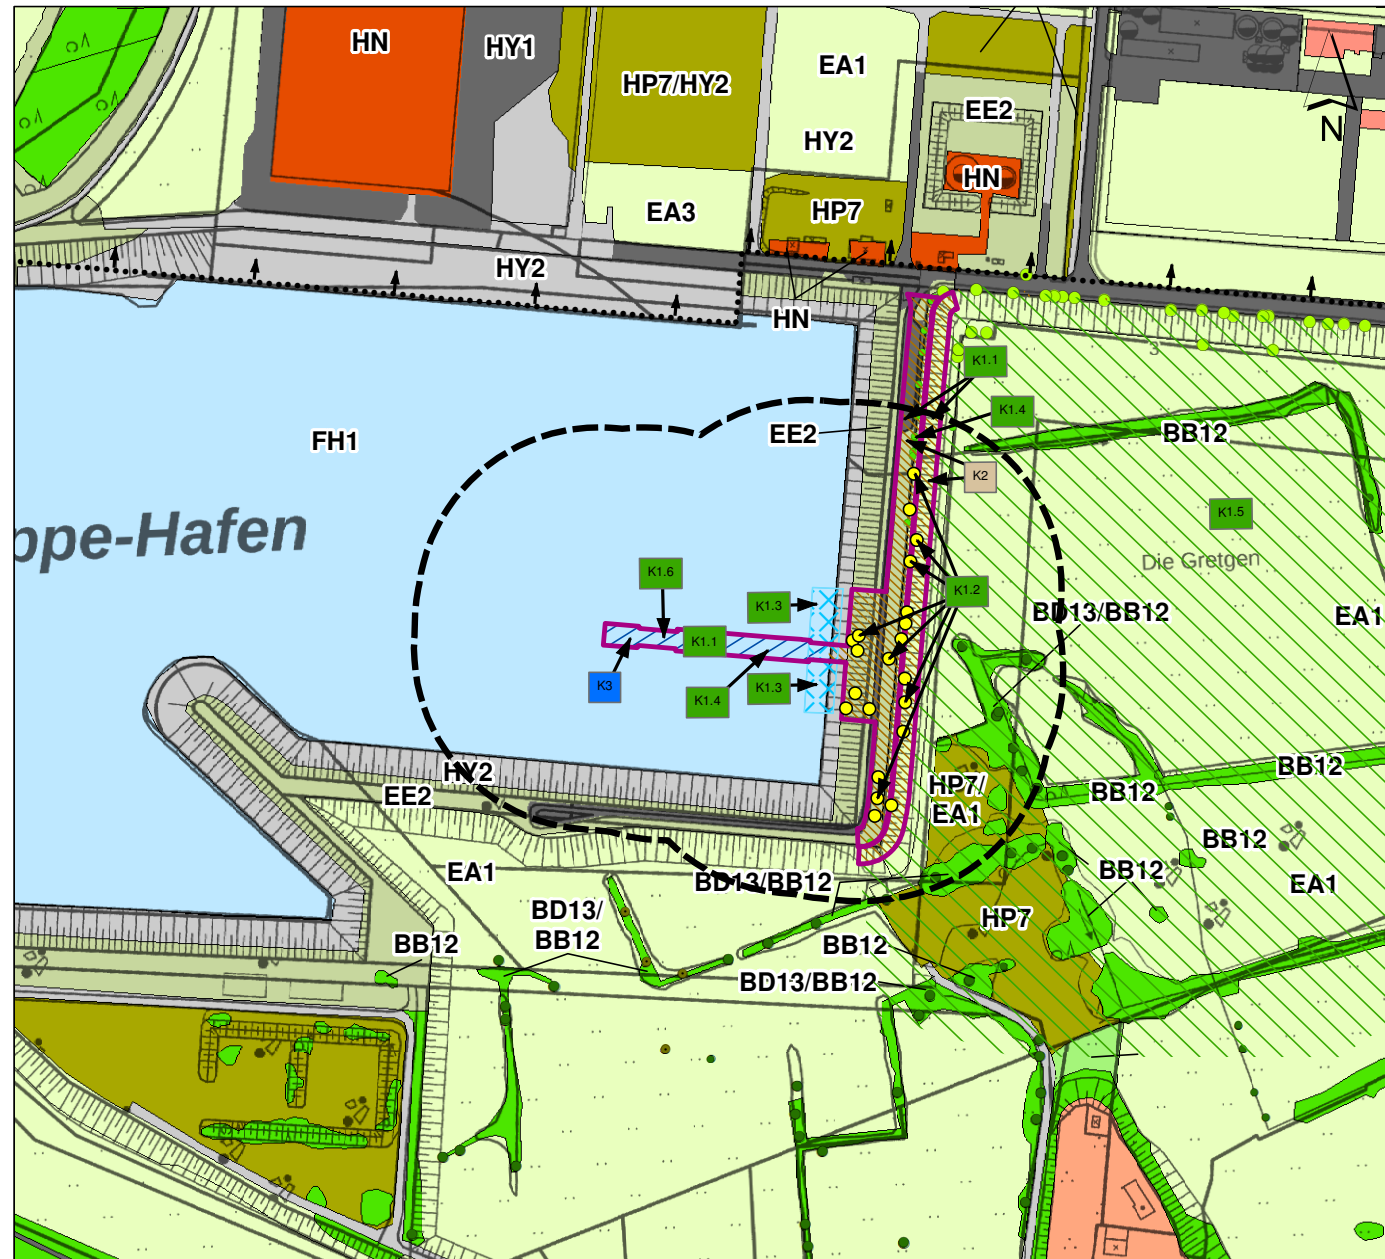 HN
HY1
HP7/HY2
EA1
EE2
N
HY2
HN
EA3
HP7
HY2
HN
3
K1.1
K1.4
EE2
FH1
BB12
K2
K1.5
ppe-Hafen
Die Gretgen
K1.6
K1.2
K1.3
BD13/BB12
EA1
K1.1
K3
K1.3
K1.4
HY2
EE2
HP7/
EA1
BB12
BB12
BB12
EA1
BD13/BB12
BB12
EA1
BD13/
BB12
HP7
BB12
BB12
BD13/BB12